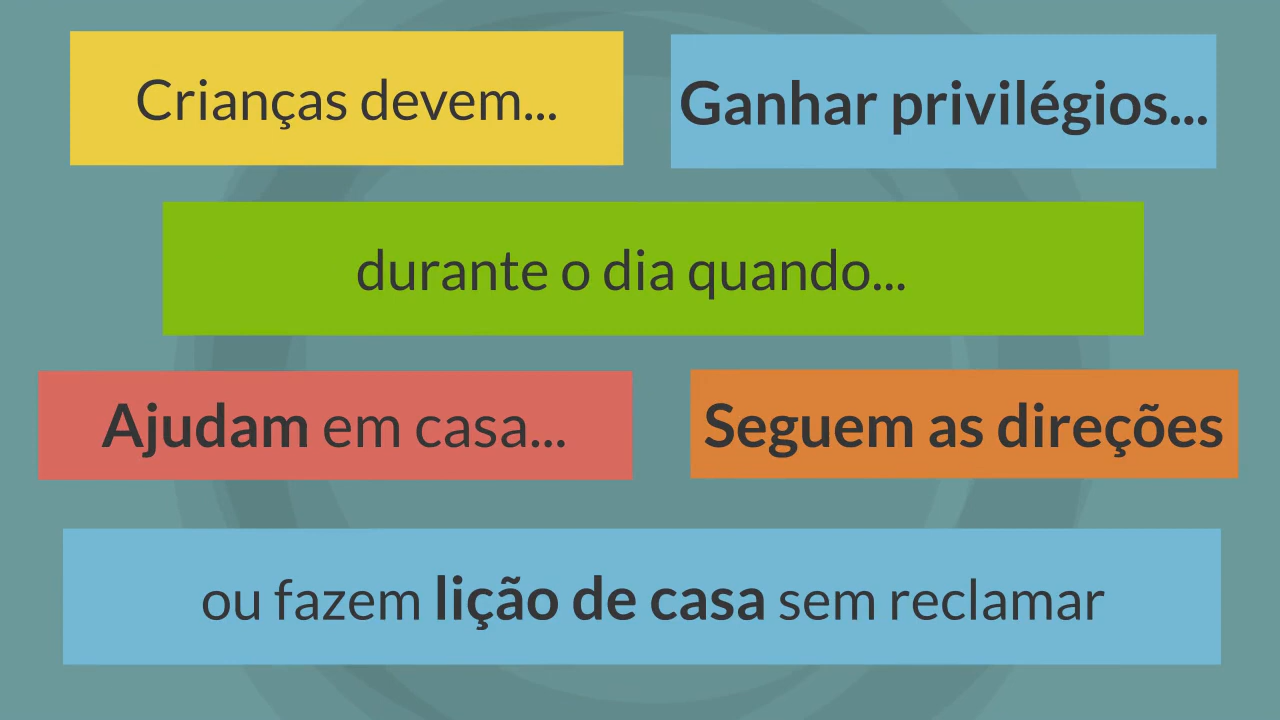 Crianças devem...
Ganhar privilégios...
durante o dia quando...
Ajudam em casa...
Seguem as direções
ou fazem lição de casa sem reclamar